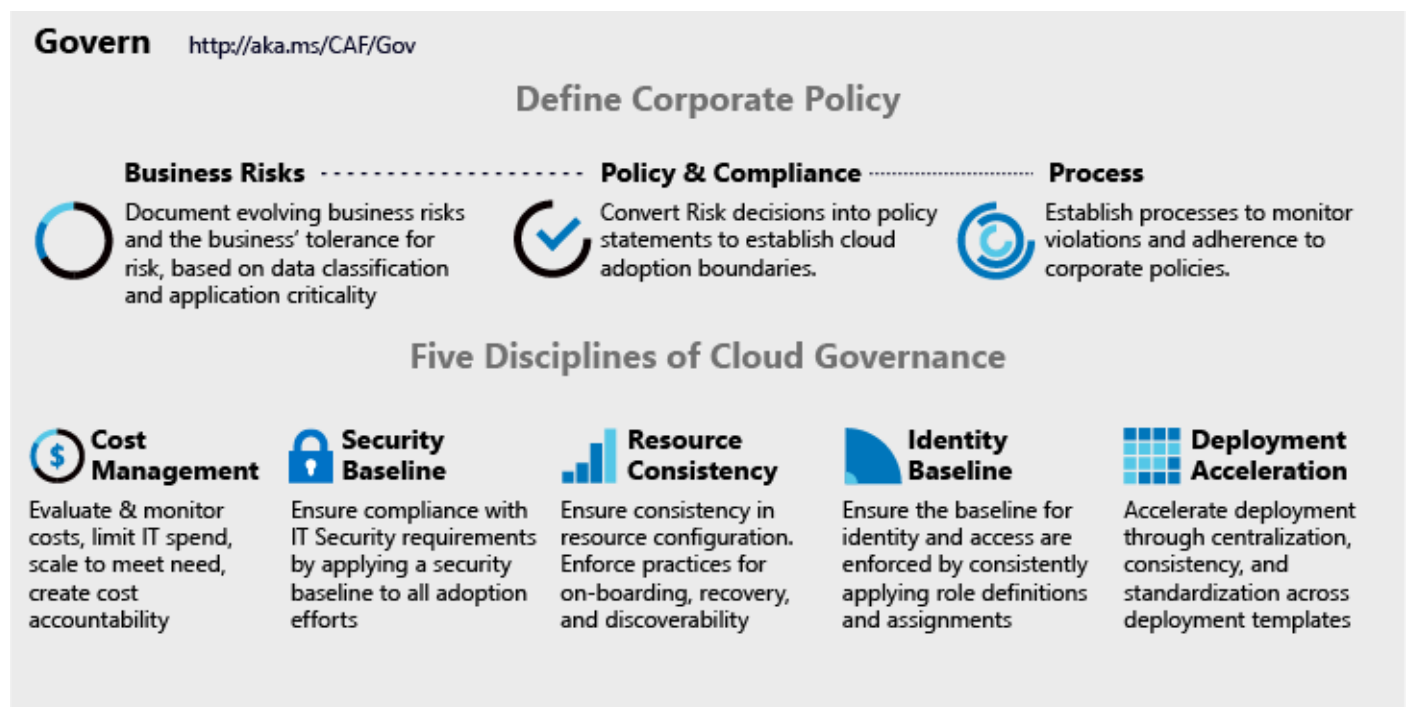 Govern http://aka.ms/CAF/Gov
Define Corporate Policy
Business Risks
Document evolving business risks
and the business’ tolerance for
risk, based on data classification
and application criticality
Policy & Compliance
Convert Risk decisions into policy
statements to establish cloud
adoption boundaries.
Process
Establish processes to monitor
violations and adherence to
corporate policies.
Five Disciplines of Cloud Governance
$
Cost
Management
Evaluate & monitor
costs, limit IT spend,
scale to meet need,
create cost
accountability
Security
Baseline
Ensure compliance with
IT Security requirements
by applying a security
baseline to all adoption
efforts
Resource
Consistency
Ensure consistency in
resource configuration.
Enforce practices for
on-boarding, recovery,
and discoverability
Identity
Baseline
Ensure the baseline for
identity and access are
enforced by consistently
applying role definitions
and assignments
Deployment
Acceleration
Accelerate deployment
through centralization,
consistency, and
standardization across
deployment templates